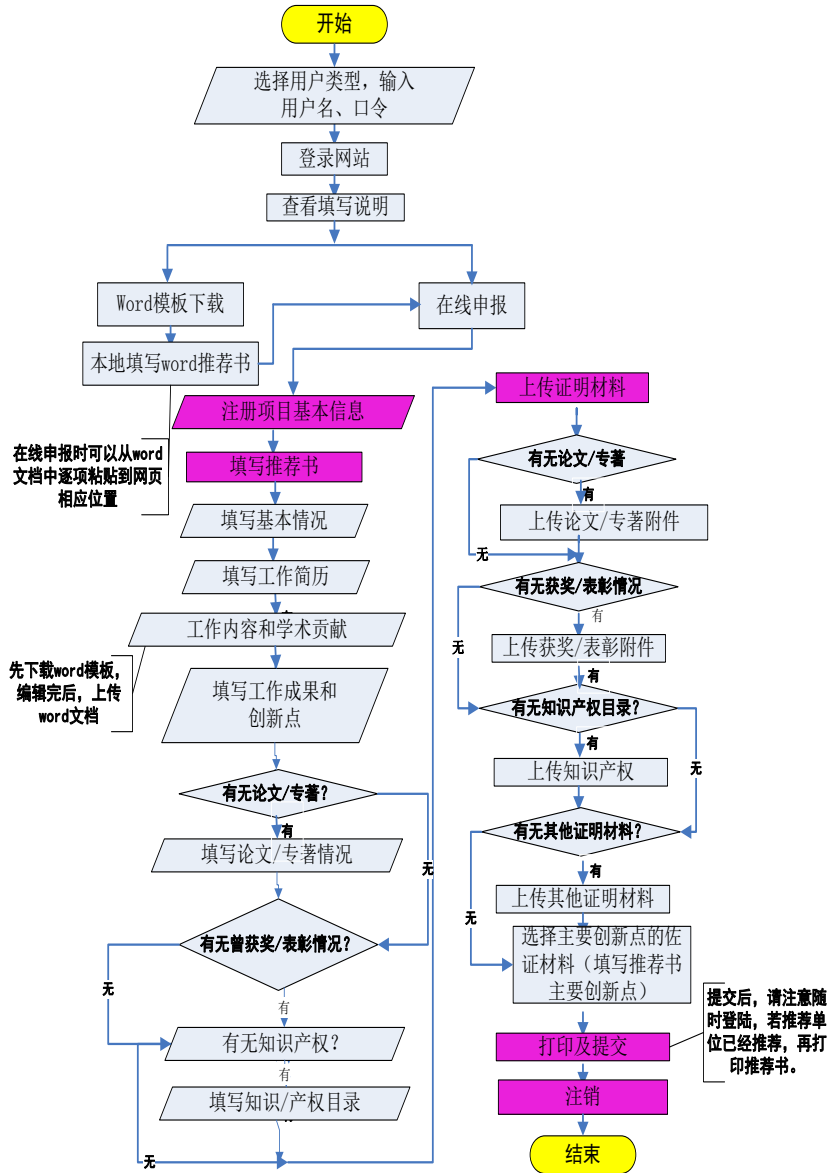 开始
选择用户类型，输入
用户名、口令
登录网站
查看填写说明
Word模板下载
在线申报
本地填写word推荐书
注册项目基本信息
在线申报时可以从word
文档中逐项粘贴到网页
相应位置
填写推荐书
填写基本情况
填写工作简历
工作内容和学术贡献
先下载word模板，
编辑完后，上传
word文档
填写工作成果和
创新点
有无论文/专著？
有
填写论文/专著情况
无
有无曾获奖/表彰情况？
无
有
有无知识产权？
有
填写知识/产权目录
无
上传证明材料
有无论文/专著
有
上传论文/专著附件
无
有无获奖/表彰情况
有
无
上传获奖/表彰附件
有
有无知识产权目录？
有
上传知识产权
无
有无其他证明材料？
有
上传其他证明材料
无
选择主要创新点的佐
证材料（填写推荐书
主要创新点）
提交后，请注意随
时登陆，若推荐单
位已经推荐，再打
印推荐书。
打印及提交
注销
结束